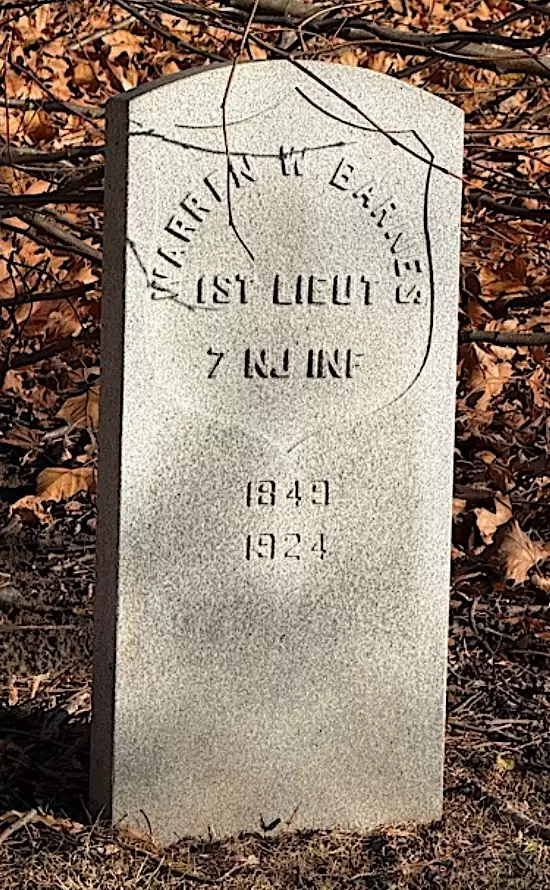 WARREN W BARNES
1ST LIEUT
7 NJ INF
1849
1924